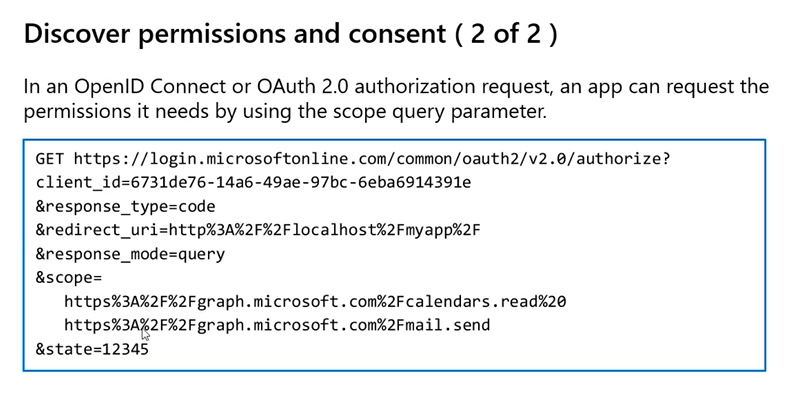 Discover permissions and consent ( 2 of 2 )
In an OpenID Connect or OAuth 2.0 authorization request, an app can request the
permissions it needs by using the scope query parameter.
GET https://login.microsoftonline.com/common/oauth2/v2.0/authorize?
client_id=6731de76-14a6-49ae-97bc-6eba6914391e
&response_type=code
&redirect_uri=http%3A%2F%2Flocalhost%2Fmyapp%2F
&response_mode=query
&scope=
https%3A%2F%2Fgraph.microsoft.com%2Fcalendars.read%20
https%3A%2F%2Fgraph.microsoft.com%2Fmail.send
&state=12345